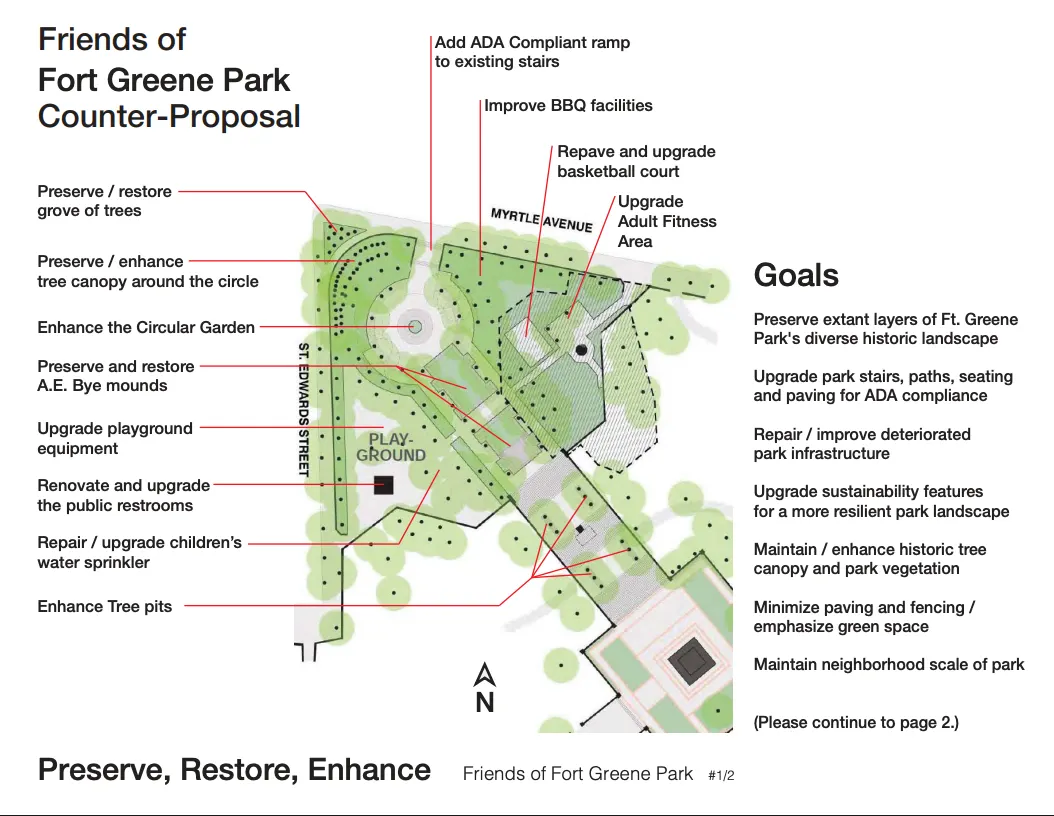 Friends of
Fort Greene Park
Counter-Proposal
Add ADA Compliant ramp
to existing stairs
Improve BBQ facilities
Repave and upgrade
basketball court
Upgrade
Adult Fitness
Area
Preserve / restore
grove of trees
Preserve / enhance
tree canopy around the circle
Enhance the Circular Garden
Preserve and restore
A.E. Bye mounds
Upgrade playground
equipment
Renovate and upgrade
the public restrooms
Repair / upgrade children's
water sprinkler
Enhance Tree pits
MYRTLE AVENUE
ST. EDWARDS STREET
PLAY-
GROUND
N
Goals
Preserve extant layers of Ft. Greene
Park's diverse historic landscape
Upgrade park stairs, paths, seating
and paving for ADA compliance
Repair / improve deteriorated
park infrastructure
Upgrade sustainability features
for a more resilient park landscape
Maintain / enhance historic tree
canopy and park vegetation
Minimize paving and fencing /
emphasize green space
Maintain neighborhood scale of park
(Please continue to page 2.)
Preserve, Restore, Enhance
Friends of Fort Greene Park #1/2